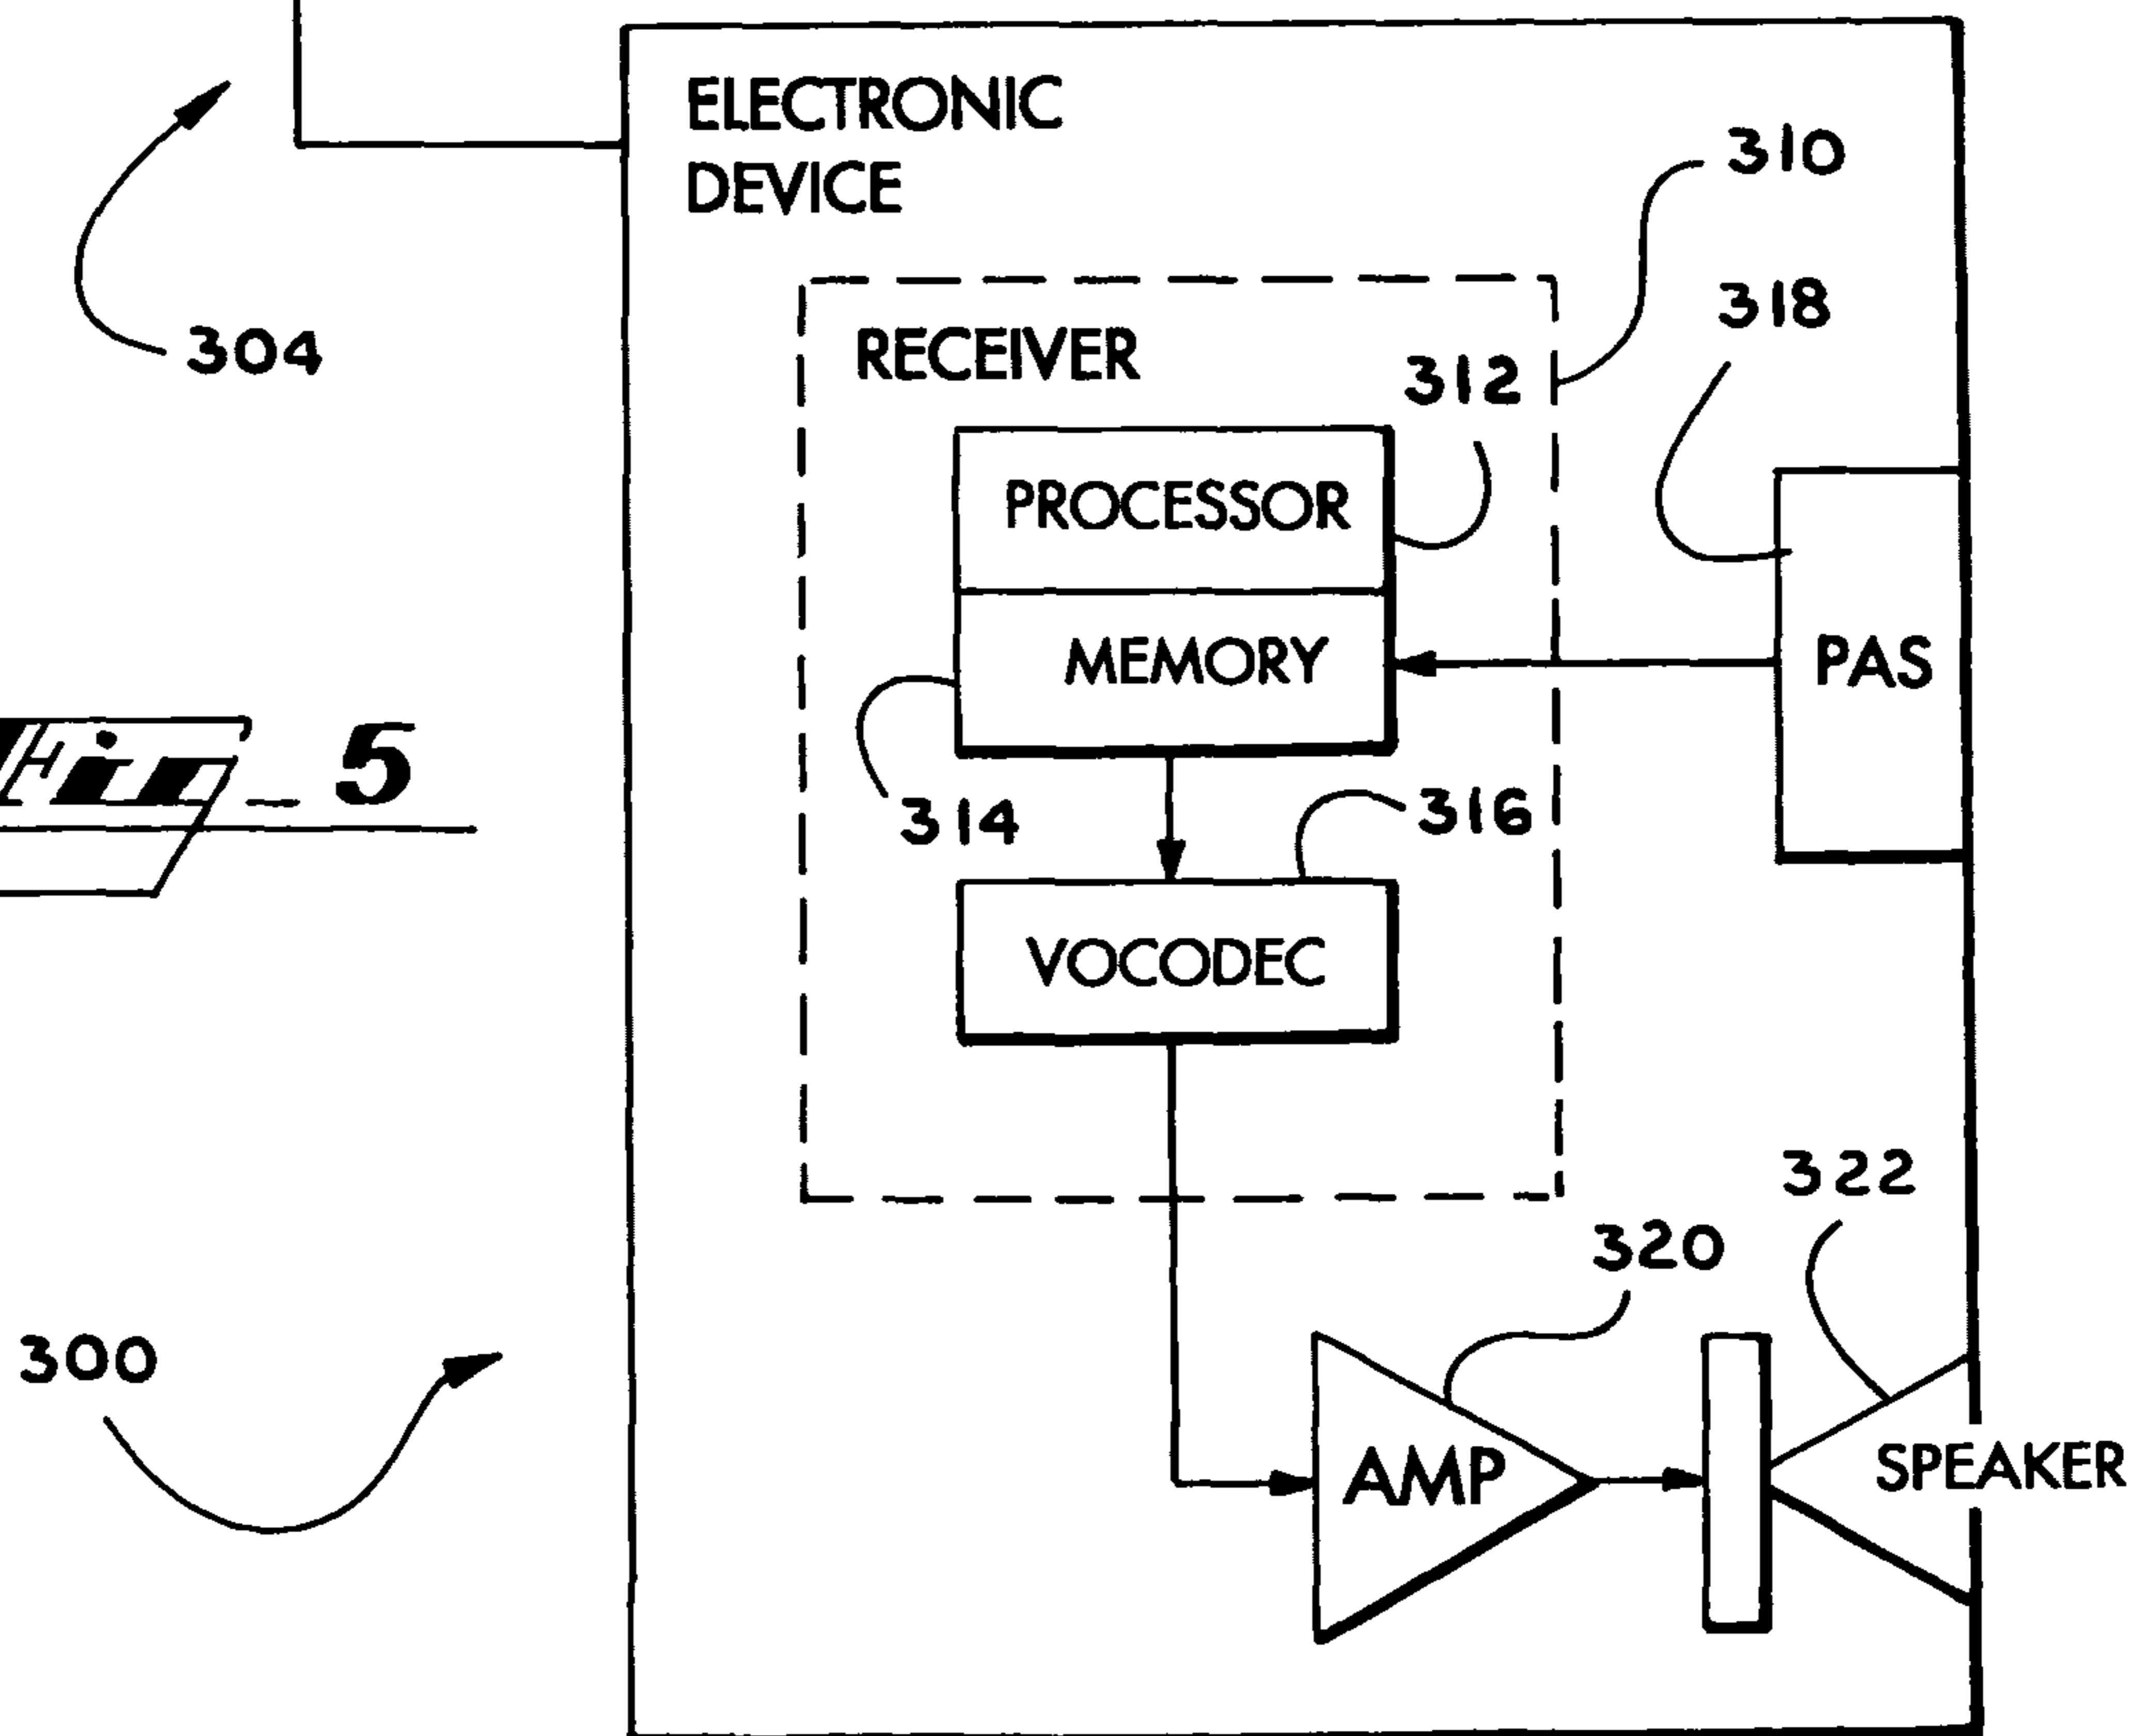 ELECTRONIC
DEVICE
310
318
304
RECEIVER
312
PROCESSOR
MEMORY
PAS
5
314
316
VOCODEC
322
320
300
AMP
SPEAKER